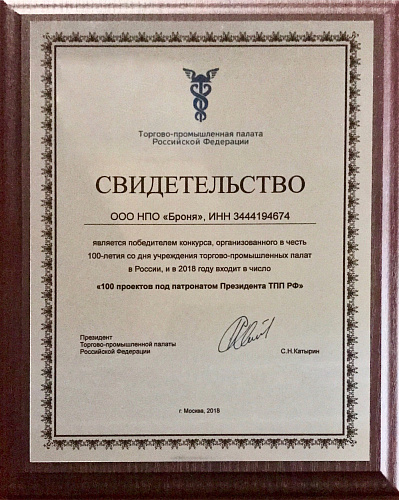 Торгово-промышленная палата
Российской Федерации
СВИДЕТЕЛЬСТВО
ООО НПО «Броня», ИНН 3444194674
является победителем конкурса, организованного в честь
100-летия со дня учреждения торгово-промышленных палат
в России, и в 2018 году входит в число
«100 проектов под патронатом Президента ТПП РФ»
Президент
Торгово-промышленной палаты
Российской Федерации
С.Н.Катырин
г. Москва, 2018